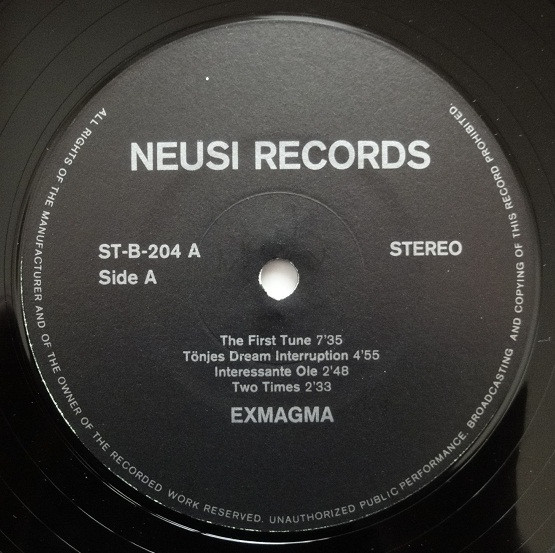 NEUSI RECORDS
ST-B-204 A
Side A
STEREO
The First Tune 7'35
Tönjes Dream Interruption 4'55
Interessante Ole 2'48
Two Times 2'33
EXMAGMA
ALL RIGHTS OF THE MANUFACTURER AND OF THE OWNER OF THE RECORDED WORK RESERVED. UNAUTHORIZED PUBLIC PERFORMANCE. BROADCASTING AND COPYING OF THIS RECORD PROHIBITED.